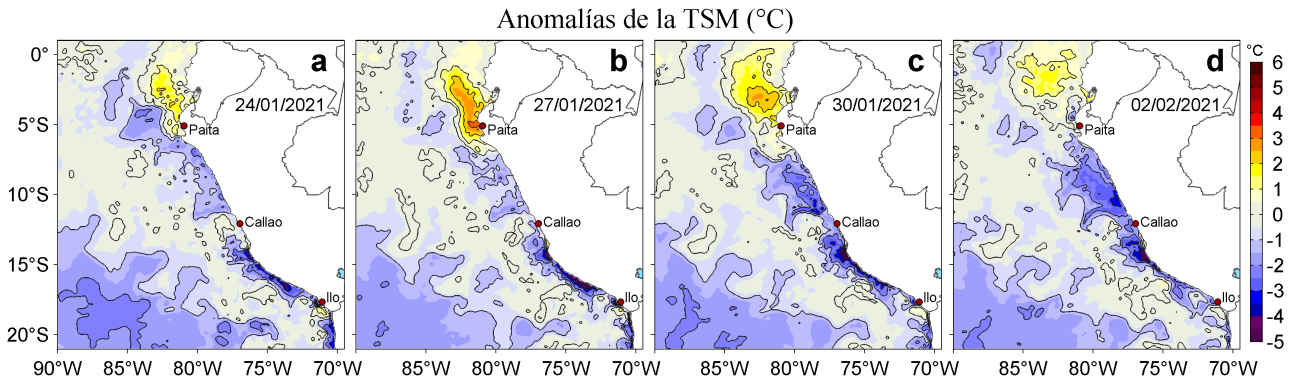 Anomalías de la TSM (°C)
0°
5°S
10°S
15°S
20°S
a
24/01/2021
Paita
Callao
Ilo
90°W
85°W
80°W
75°W
70°W
b
27/01/2021
Paita
Callao
Ilo
85°W
80°W
75°W
70°W
c
30/01/2021
Paita
Callao
Ilo
85°W
80°W
75°W
70°W
d
02/02/2021
Paita
Callao
Ilo
85°W
80°W
75°W
70°W
°C
6
5
4
3
2
1
0
-1
-2
-3
-4
-5